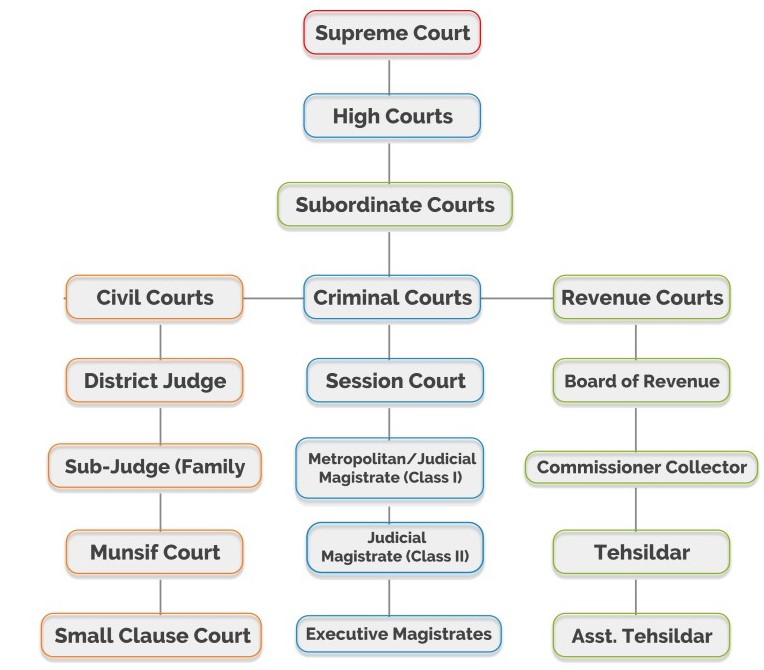 Supreme Court
High Courts
Subordinate Courts
Civil Courts
Criminal Courts
Revenue Courts
District Judge
Session Court
Board of Revenue
Sub-Judge (Family
Metropolitan/Judicial
Magistrate (Class I)
Commissioner Collector
Munsif Court
Judicial
Magistrate (Class II)
Tehsildar
Small Clause Court
Executive Magistrates
Asst. Tehsildar